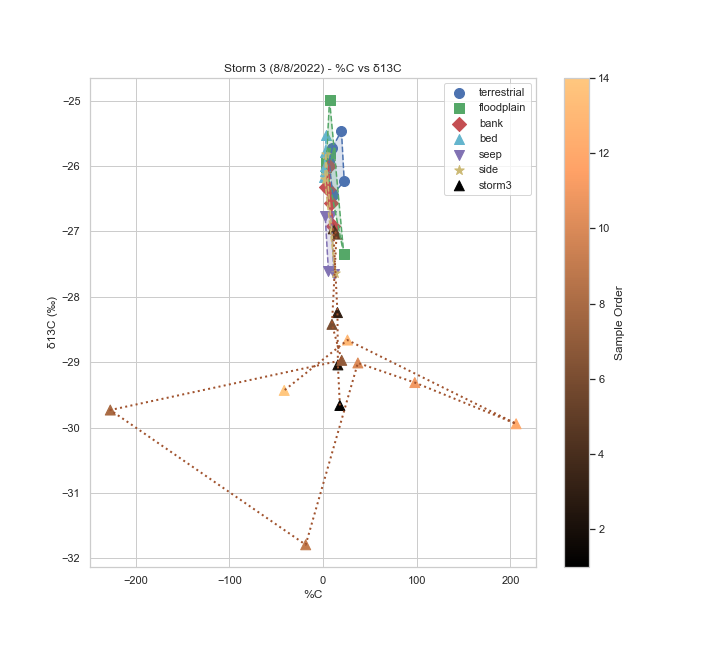 Storm 3 (8/8/2022) - %C vs δ13C
terrestrial
floodplain
bank
bed
seep
side
storm3
−25
−26
−27
−28
−29
−30
−31
−32
δ13C (‰)
−200
−100
0
100
200
%C
14
12
10
8
6
4
2
Sample Order